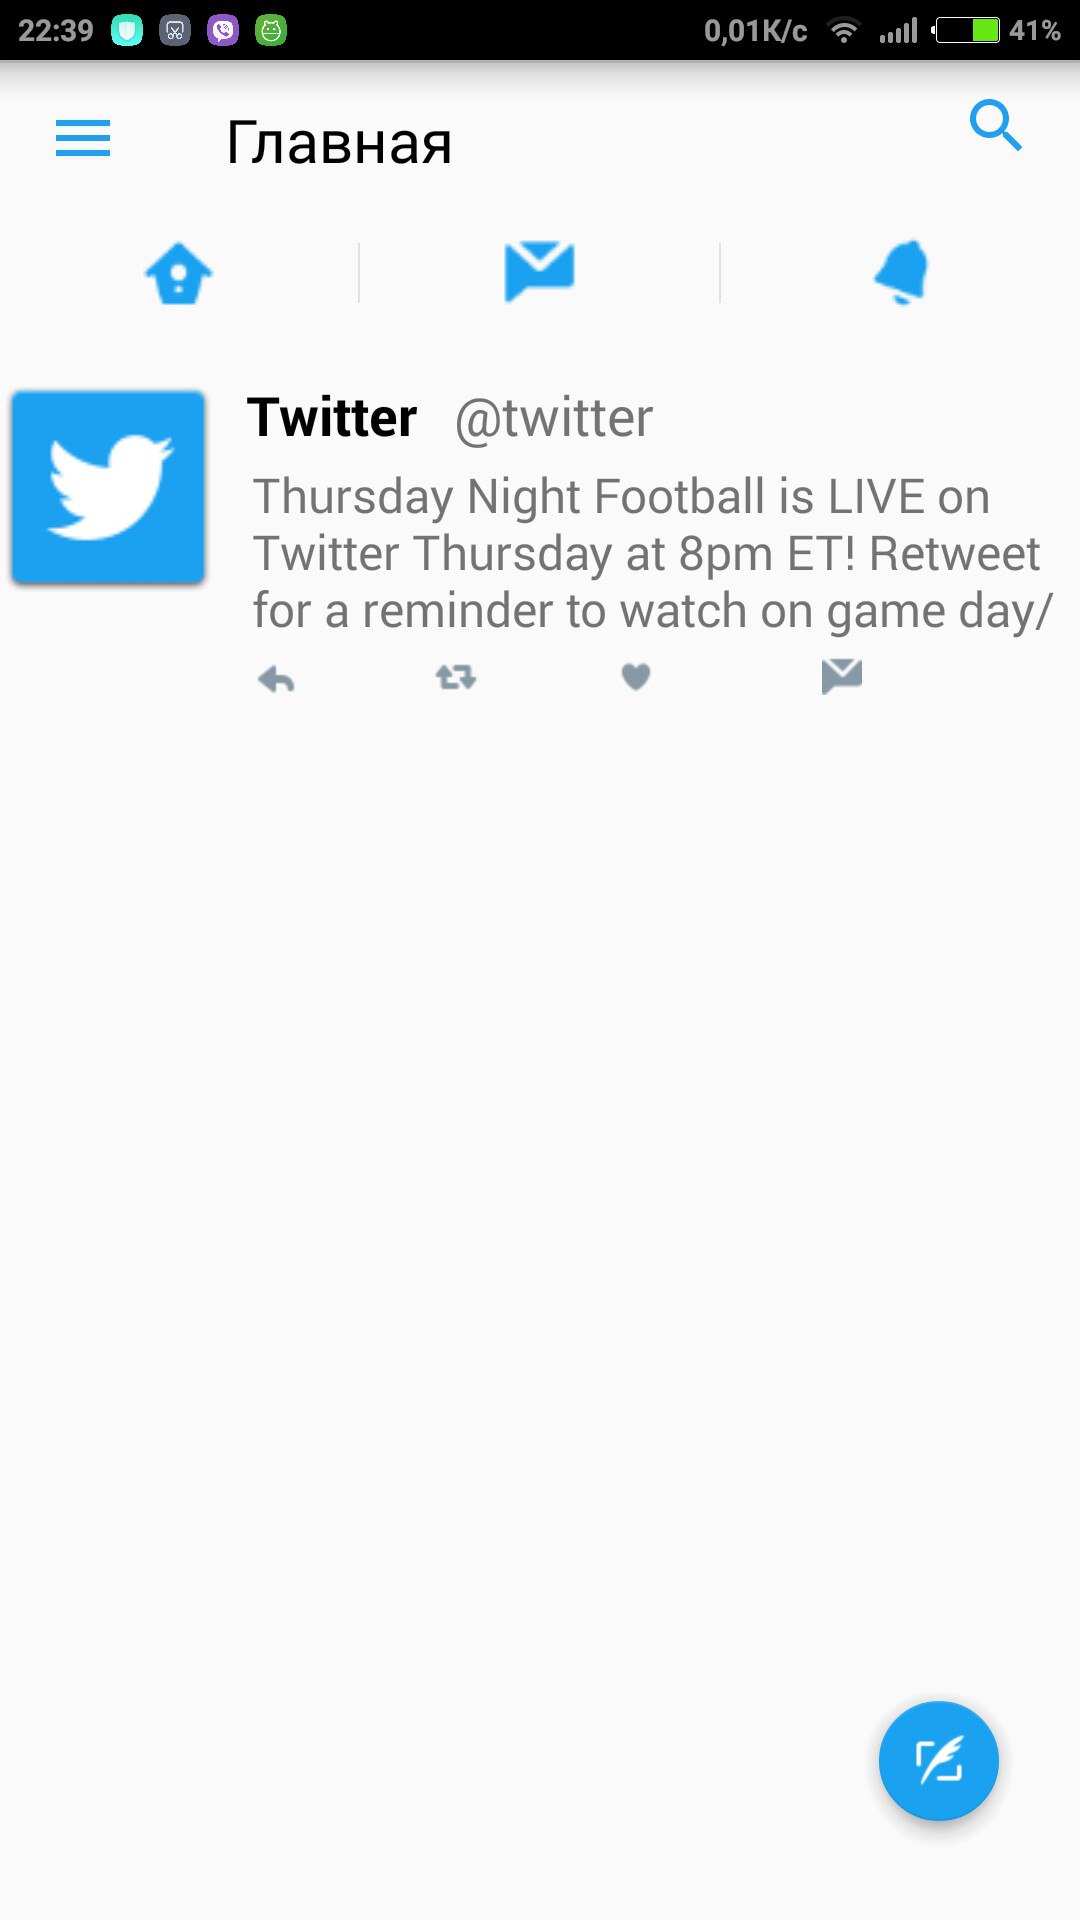 22:39 0,01K/c 41%
Главная
Twitter @twitter
Thursday Night Football is LIVE on
Twitter Thursday at 8pm ET! Retweet
for a reminder to watch on game day/